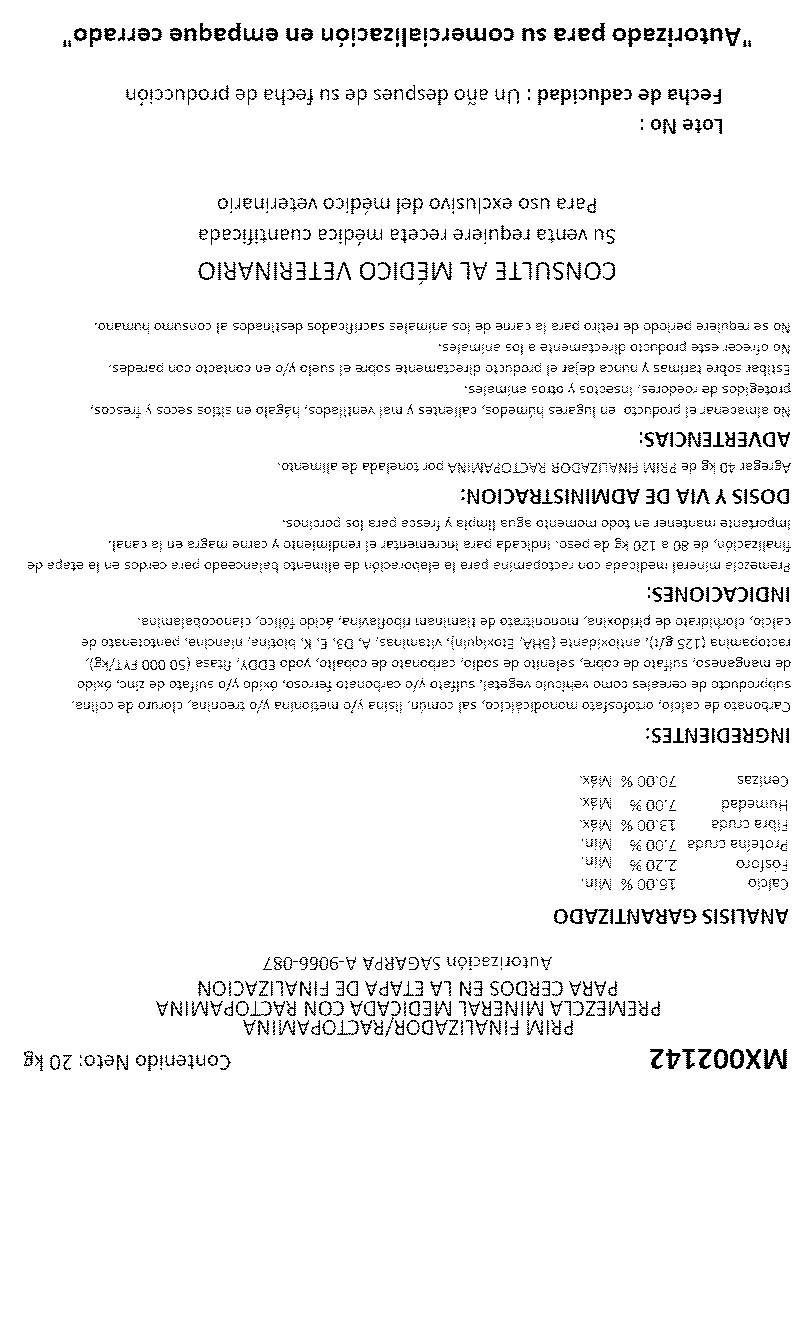 MX002142
Contenido Neto: 20 kg
PRIM FINALIZADOR/RACTOPAMINA
PREMEZCLA MINERAL MEDICADA CON RACTOPAMINA
PARA CERDOS EN LA ETAPA DE FINALIZACION
Autorización SAGARPA A-9066-087
ANALISIS GARANTIZADO
Calcio 15.00 % Min.
Fósforo 2.20 % Min.
Proteína cruda 7.00 % Min.
Fibra cruda 13.00 % Máx.
Humedad 7.00 % Máx.
Cenizas 70.00 % Máx.
INGREDIENTES:
Carbonato de calcio, ortofosfato monodicálcico, sal común, lisina y/o metionina y/o treonina, cloruro de colina,
subproducto de cereales como vehículo vegetal, sulfato y/o carbonato ferroso, óxido y/o sulfato de zinc, óxido
de manganeso, sulfato de cobre, selenito de sodio, carbonato de cobalto, yodo EDDY, fitasa (50 000 FYT/kg),
ractopamina (125 g/t), antioxidante (BHA, Etoxiquin), vitaminas, A, D3, E, K, biotina, niancina, pantotenato de
calcio, clorhidrato de piridoxina, mononitrato de tiaminam riboflavina, ácido fólico, cianocobalamina.
INDICACIONES:
Premezcla mineral medicada con ractopamina para la elaboración de alimento balanceado para cerdos en la etapa de
finalización, de 80 a 120 kg de peso. Indicada para incrementar el rendimiento y carne magra en la canal.
Importante mantener en todo momento agua limpia y fresca para los porcinos.
DOSIS Y VIA DE ADMINISTRACION:
Agregar 40 kg de PRIM FINALIZADOR RACTOPAMINA por tonelada de alimento.
ADVERTENCIAS:
No almacenar el producto en lugares húmedos, calientes y mal ventilados, hágalo en sitios secos y frescos,
protegidos de roedores, insectos y otros animales.
Estibar sobre tarimas y nunca dejar el producto directamente sobre el suelo y/o en contacto con paredes.
No ofrecer este producto directamente a los animales.
No se requiere periodo de retiro para la carne de los animales sacrificados destinados al consumo humano.
CONSULTE AL MÉDICO VETERINARIO
Su venta requiere receta médica cuantificada
Para uso exclusivo del médico veterinario
Lote No :
Fecha de caducidad : Un año despues de su fecha de producción
"Autorizado para su comercialización en empaque cerrado"